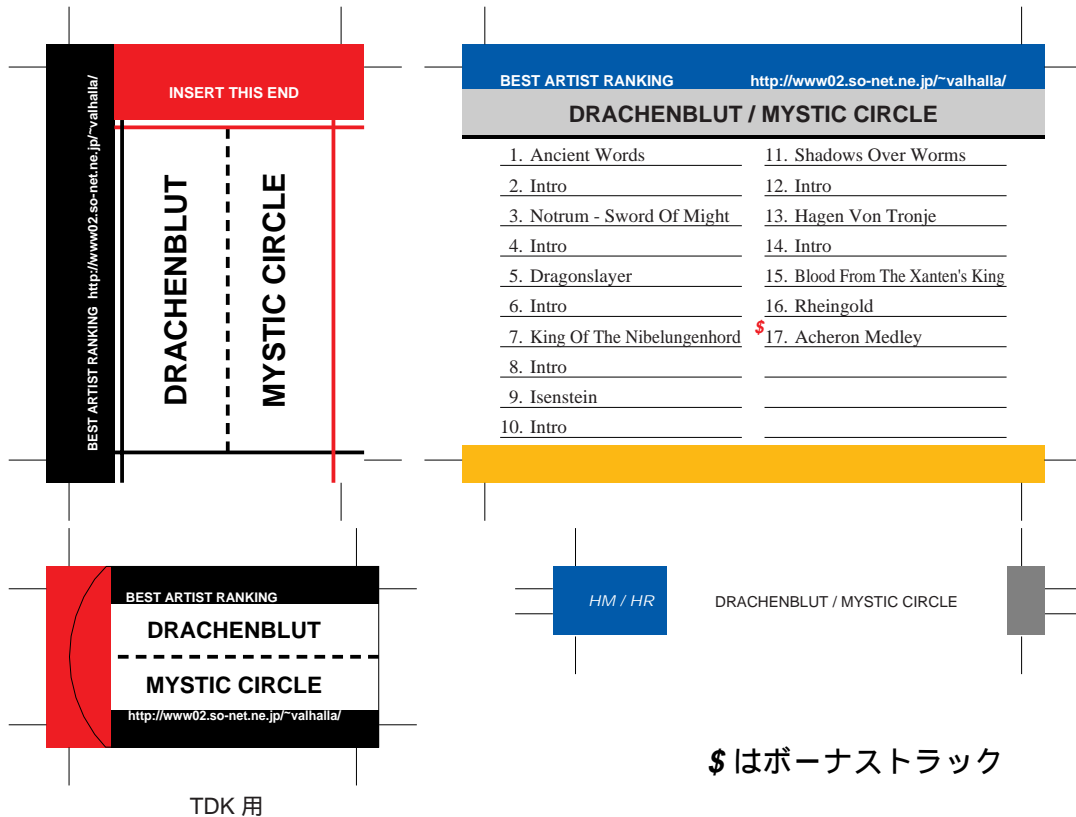 INSERT THIS END
BEST ARTIST RANKING http://www02.so-net.ne.jp/~valhalla/
DRACHENBLUT
MYSTIC CIRCLE
BEST ARTIST RANKING http://www02.so-net.ne.jp/~valhalla/
DRACHENBLUT / MYSTIC CIRCLE
1. Ancient Words
2. Intro
3. Notrum - Sword Of Might
4. Intro
5. Dragonslayer
6. Intro
7. King Of The Nibelungenhord
8. Intro
9. Isenstein
10. Intro
11. Shadows Over Worms
12. Intro
13. Hagen Von Tronje
14. Intro
15. Blood From The Xanten's King
16. Rheingold
$ 17. Acheron Medley
BEST ARTIST RANKING
DRACHENBLUT
MYSTIC CIRCLE
http://www02.so-net.ne.jp/~valhalla/
TDK 用
HM / HR
DRACHENBLUT / MYSTIC CIRCLE
$ はボーナストラック